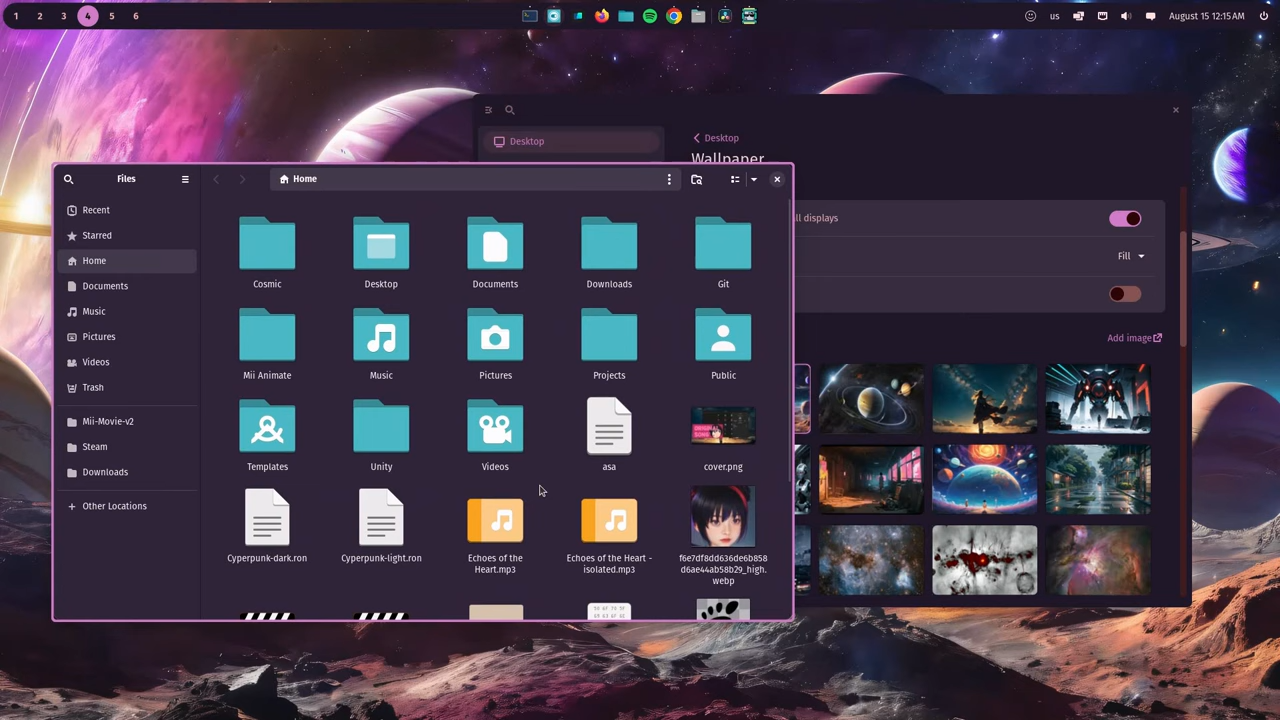 1 2 3 4 5 6
us
August 15 12:15 AM
Desktop
Desktop
Wallpaper
Files
Home
Recent
Starred
Home
Documents
Music
Pictures
Videos
Trash
Mii-Movie-v2
Steam
Downloads
Other Locations
Cosmic
Desktop
Documents
Downloads
Git
Mii Animate
Music
Pictures
Projects
Public
Templates
Unity
Videos
asa
cover.png
Cyperpunk-dark.ron
Cyperpunk-light.ron
Echoes of the
Heart.mp3
Echoes of the Heart -
isolated.mp3
f6e7df8dd636de6b858
d6ae44ab58b29_high.
webp
displays
Fill
Add image